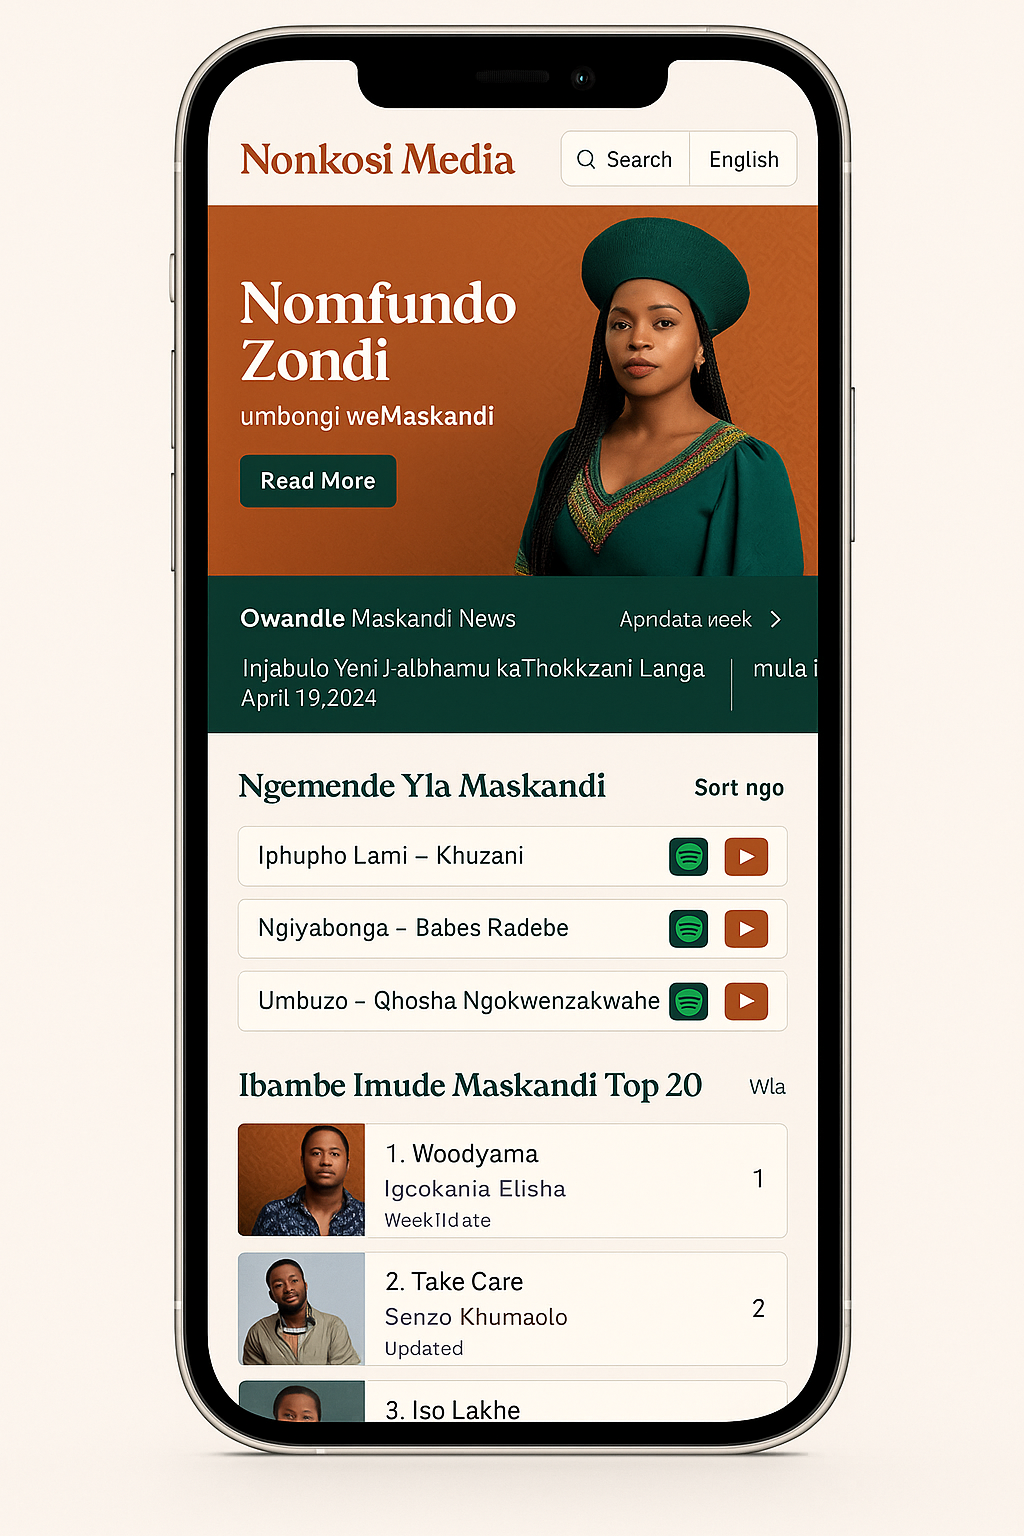 Nonkosi Media
Search
English
Nomfundo
Zondi
umbongi weMaskandi
Read More
Owandle Maskandi News
Apndata week
Injabulo Yeni J-albhamu kaThokkzani Langa
April 19,2024
mula i
Ngemende Yla Maskandi
Sort ngo
Iphupho Lami – Khuzani
Ngiyabonga – Babes Radebe
Umbuzo – Qhosha Ngokwenzakwahe
Ibambe Imude Maskandi Top 20
Wla
1. Woodyama
Igcokania Elisha
1
2. Take Care
Senzo Khumaolo
Updated
2
3. Iso Lakhe